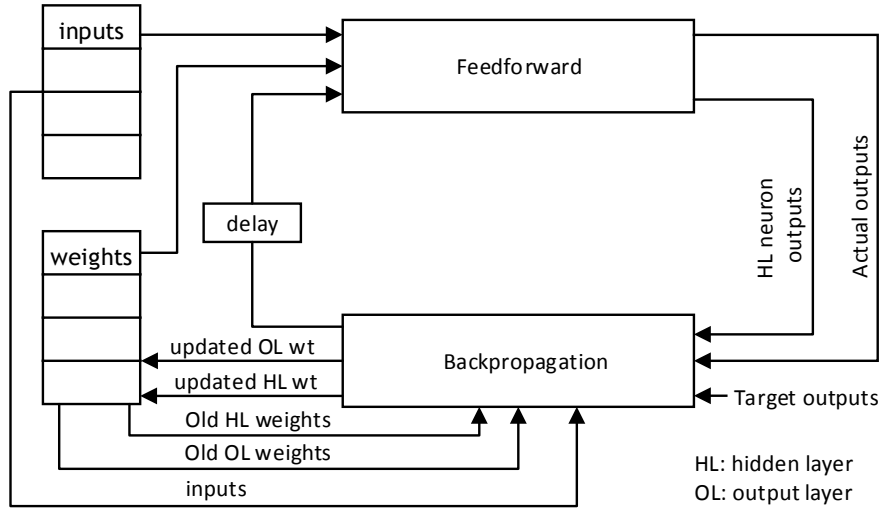 inputs
Feedforward
delay
HL neuron
outputs
Actual outputs
weights
updated OL wt
Backpropagation
updated HL wt
Target outputs
Old HL weights
Old OL weights
HL: hidden layer
inputs
OL: output layer